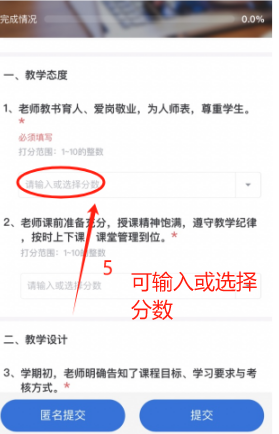 完成情况 0.0%
一、教学态度
1、老师教书育人、爱岗敬业，为人师表，尊重学生。
*
必须填写
打分范围：1~10的整数
请输入或选择分数
2、老师课前准备充分，授课精神饱满，遵守教学纪律
，按时上下课，课堂管理到位。*
打分范围：1~10的整数
请输入或选择分数
5
可输入或选择
分数
二、教学设计
3、学期初，老师明确告知了课程目标、学习要求与考
核方式。*
匿名提交 提交